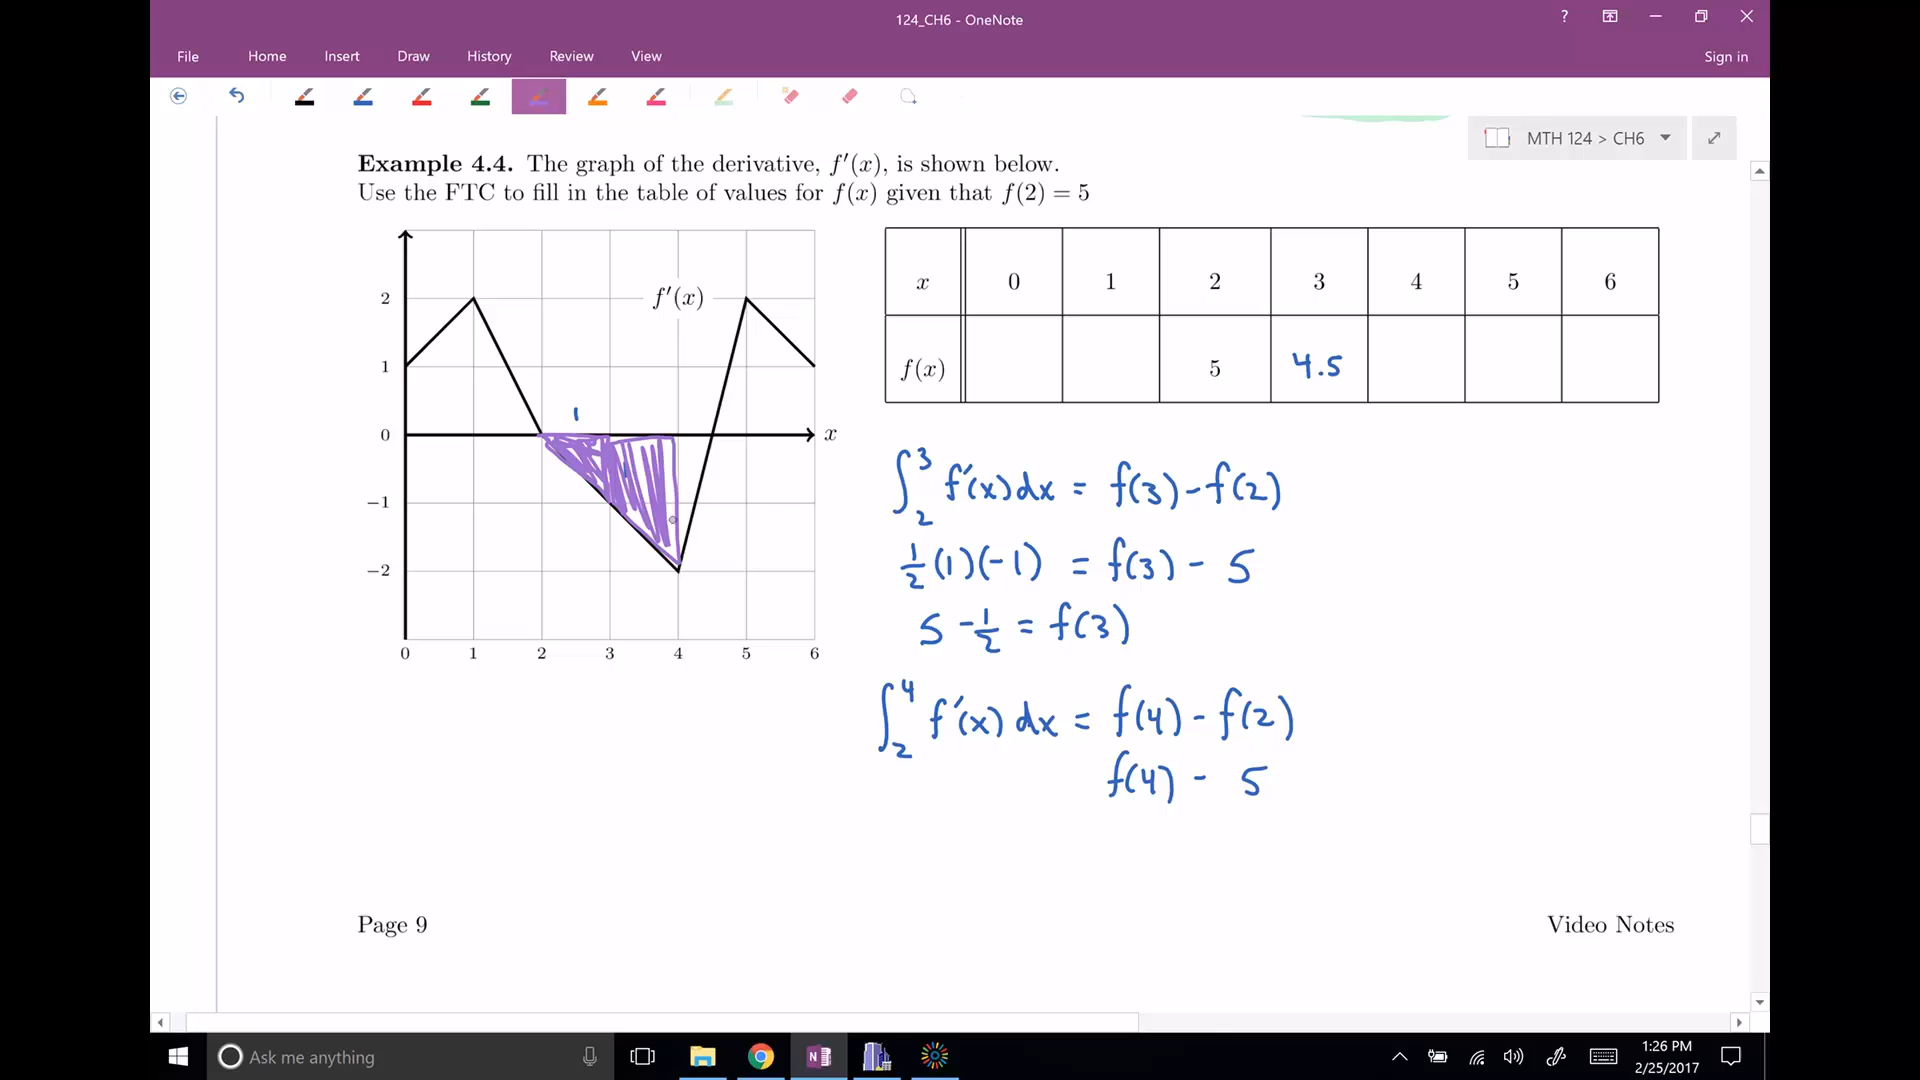 124_CH6 - OneNote
?
File Home Insert Draw History Review View Sign in
MTH 124 > CH6
Example 4.4. The graph of the derivative, f′(x), is shown below.
Use the FTC to fill in the table of values for f(x) given that f(2) = 5
2
1
0
−1
−2
0 1 2 3 4 5 6
f′(x)
x
1
1
x 0 1 2 3 4 5 6
f(x) 5 4.5
∫₂³ f′(x) dx = f(3) - f(2)
½ (1)(-1) = f(3) - 5
5 - ½ = f(3)
∫₂⁴ f′(x) dx = f(4) - f(2)
f(4) - 5
Page 9
Video Notes
Ask me anything
1:26 PM
2/25/2017